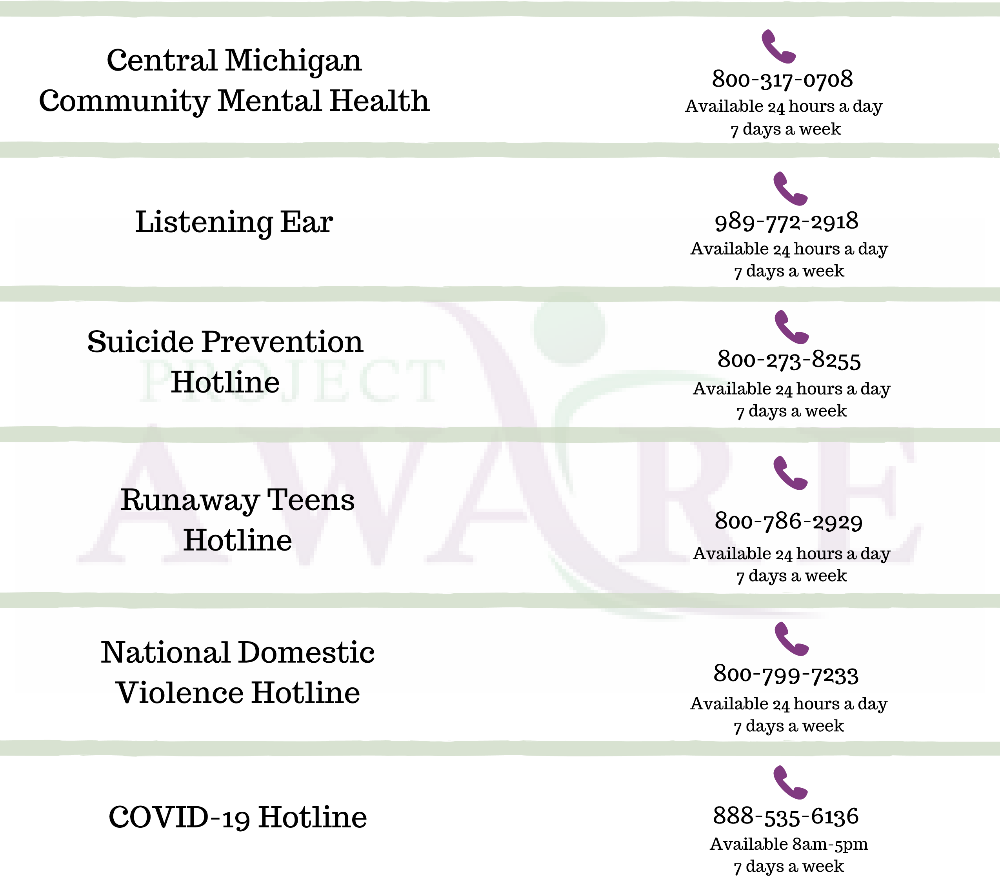 Central Michigan
Community Mental Health
800-317-0708
Available 24 hours a day
7 days a week
Listening Ear
989-772-2918
Available 24 hours a day
7 days a week
Suicide Prevention
Hotline
800-273-8255
Available 24 hours a day
7 days a week
PROJECT
AWARE
Runaway Teens
Hotline
800-786-2929
Available 24 hours a day
7 days a week
National Domestic
Violence Hotline
800-799-7233
Available 24 hours a day
7 days a week
COVID-19 Hotline
888-535-6136
Available 8am-5pm
7 days a week